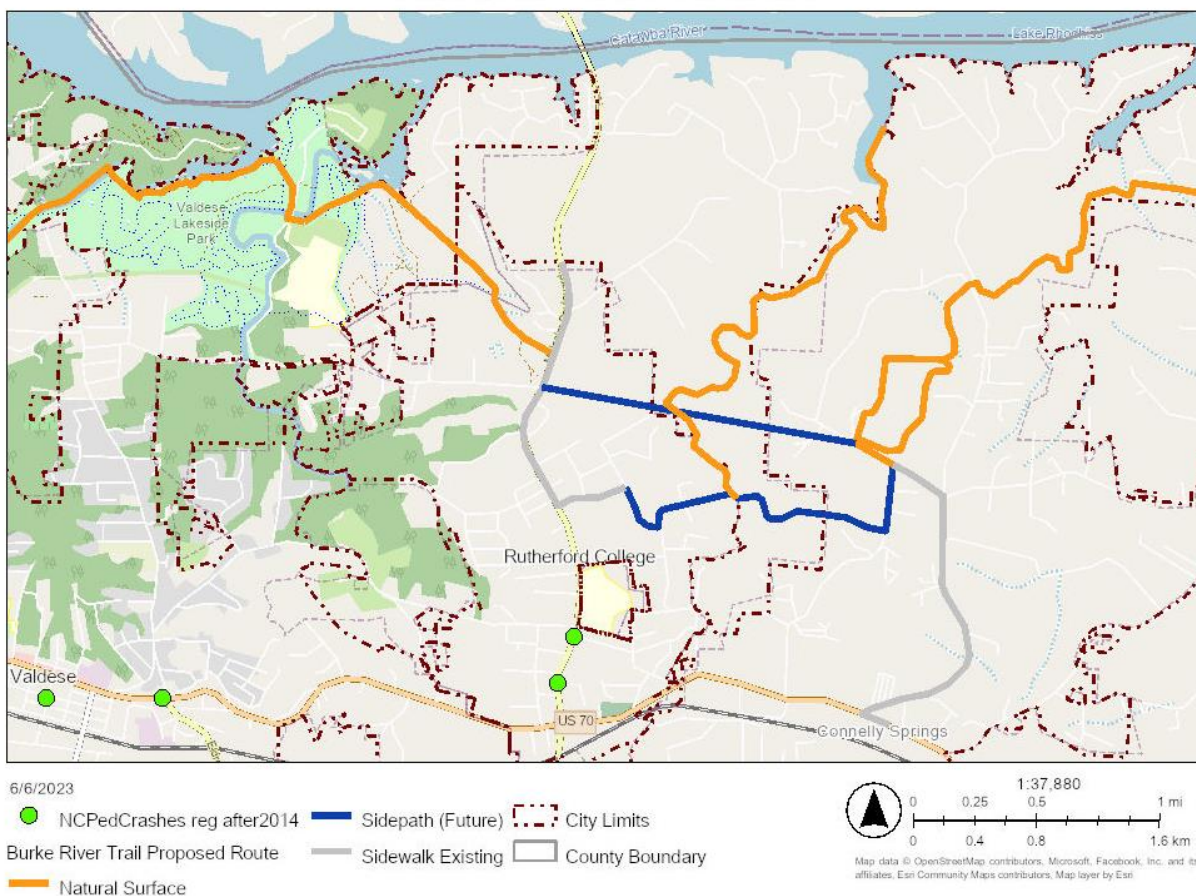 Catawba River
Lake Rhodhiss
Valdese
Lakeside
Park
Rutherford College
Valdese
US 70
Connelly Springs
6/6/2023
NCPedCrashes reg after2014
Sidepath (Future)
City Limits
Burke River Trail Proposed Route
Sidewalk Existing
County Boundary
Natural Surface
1:37,880
0 0.25 0.5 1 mi
0 0.4 0.8 1.6 km
Map data © OpenStreetMap contributors, Microsoft, Facebook, Inc. and its
affiliates, Esri Community Maps contributors, Map layer by Esri